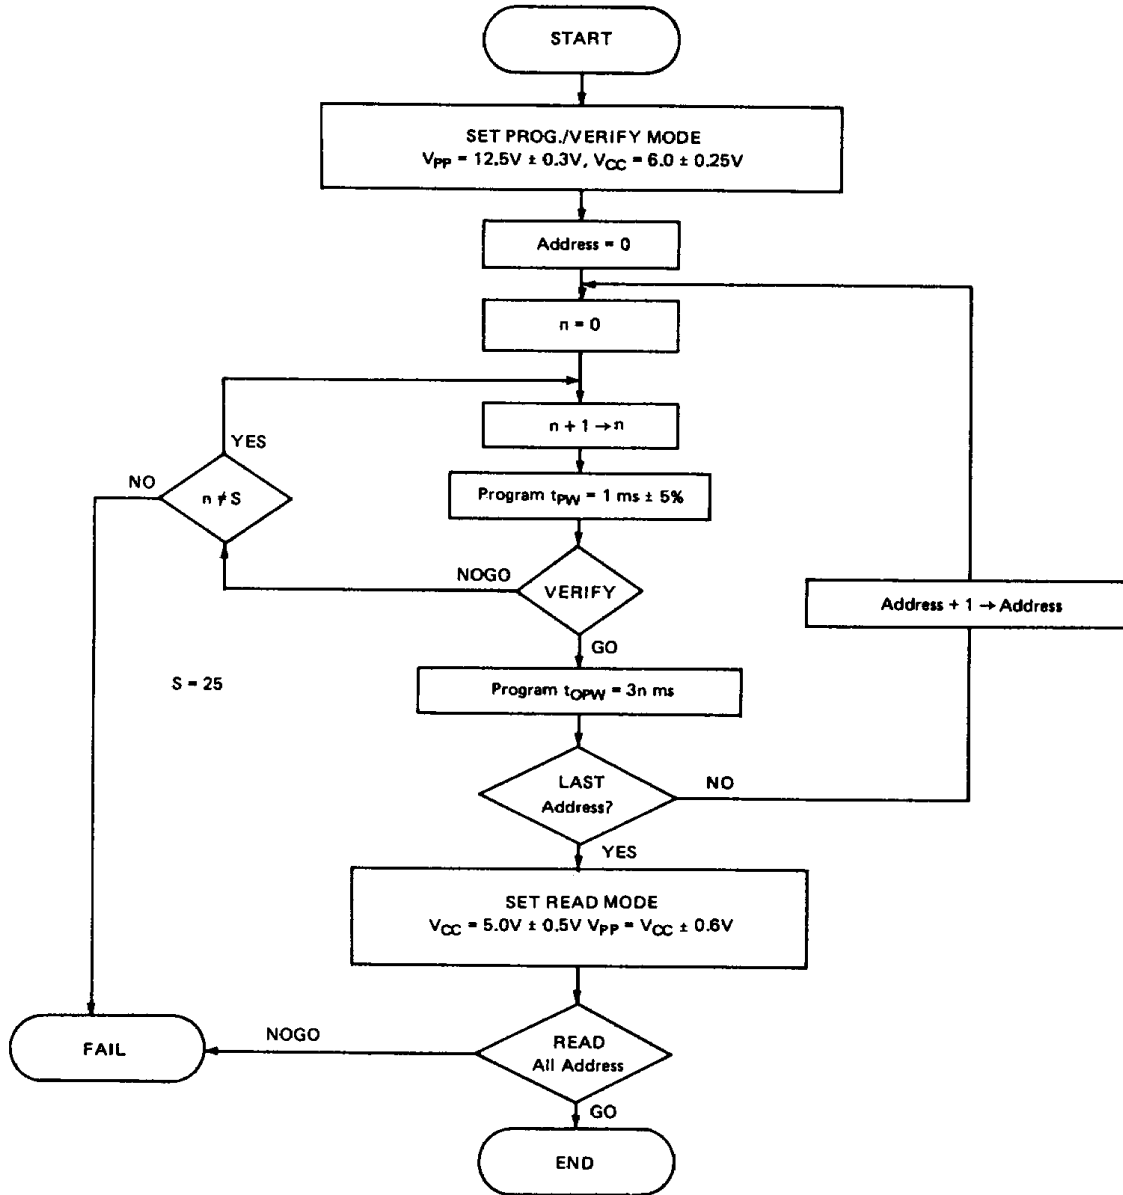 START
SET PROG./VERIFY MODE
VPP = 12.5V ± 0.3V, VCC = 6.0 ± 0.25V
Address = 0
n = 0
n + 1 → n
YES
NO
n ≠ S
Program tPW = 1 ms ± 5%
NOGO
VERIFY
Address + 1 → Address
GO
S = 25
Program tOPW = 3n ms
LAST
Address?
NO
YES
SET READ MODE
VCC = 5.0V ± 0.5V VPP = VCC ± 0.6V
NOGO
FAIL
READ
All Address
GO
END